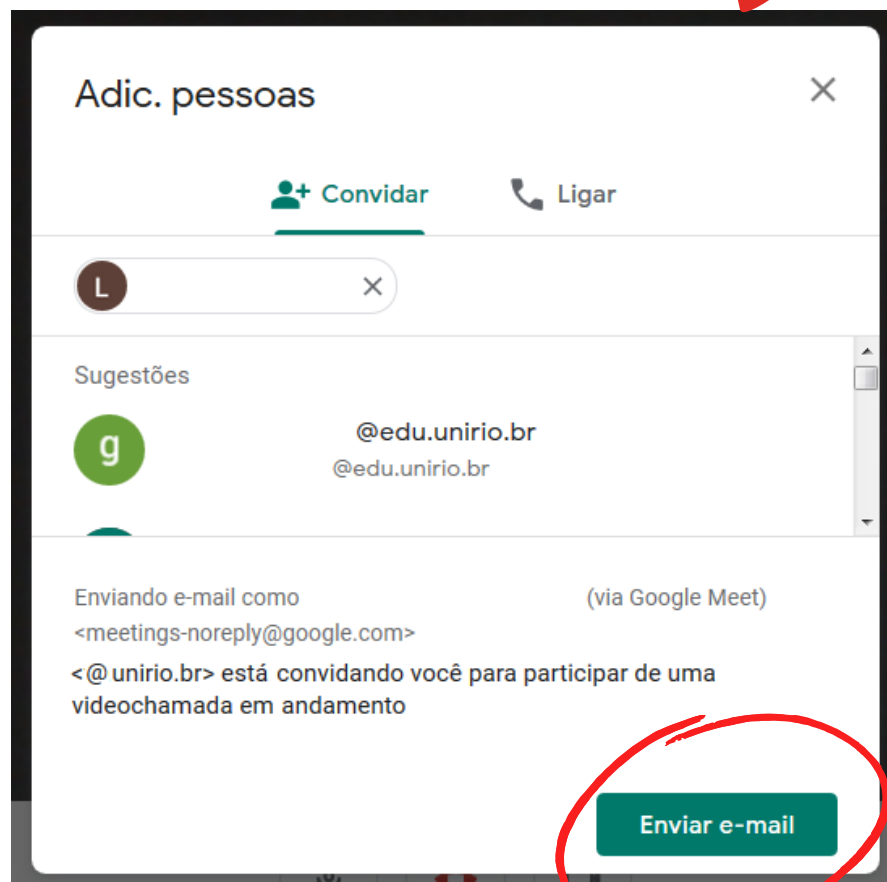 Adic. pessoas
Convidar
Ligar
L
Sugestões
g
@edu.unirio.br
@edu.unirio.br
Enviando e-mail como (via Google Meet)
<meetings-noreply@google.com>
<@unirio.br> está convidando você para participar de uma
videochamada em andamento
Enviar e-mail